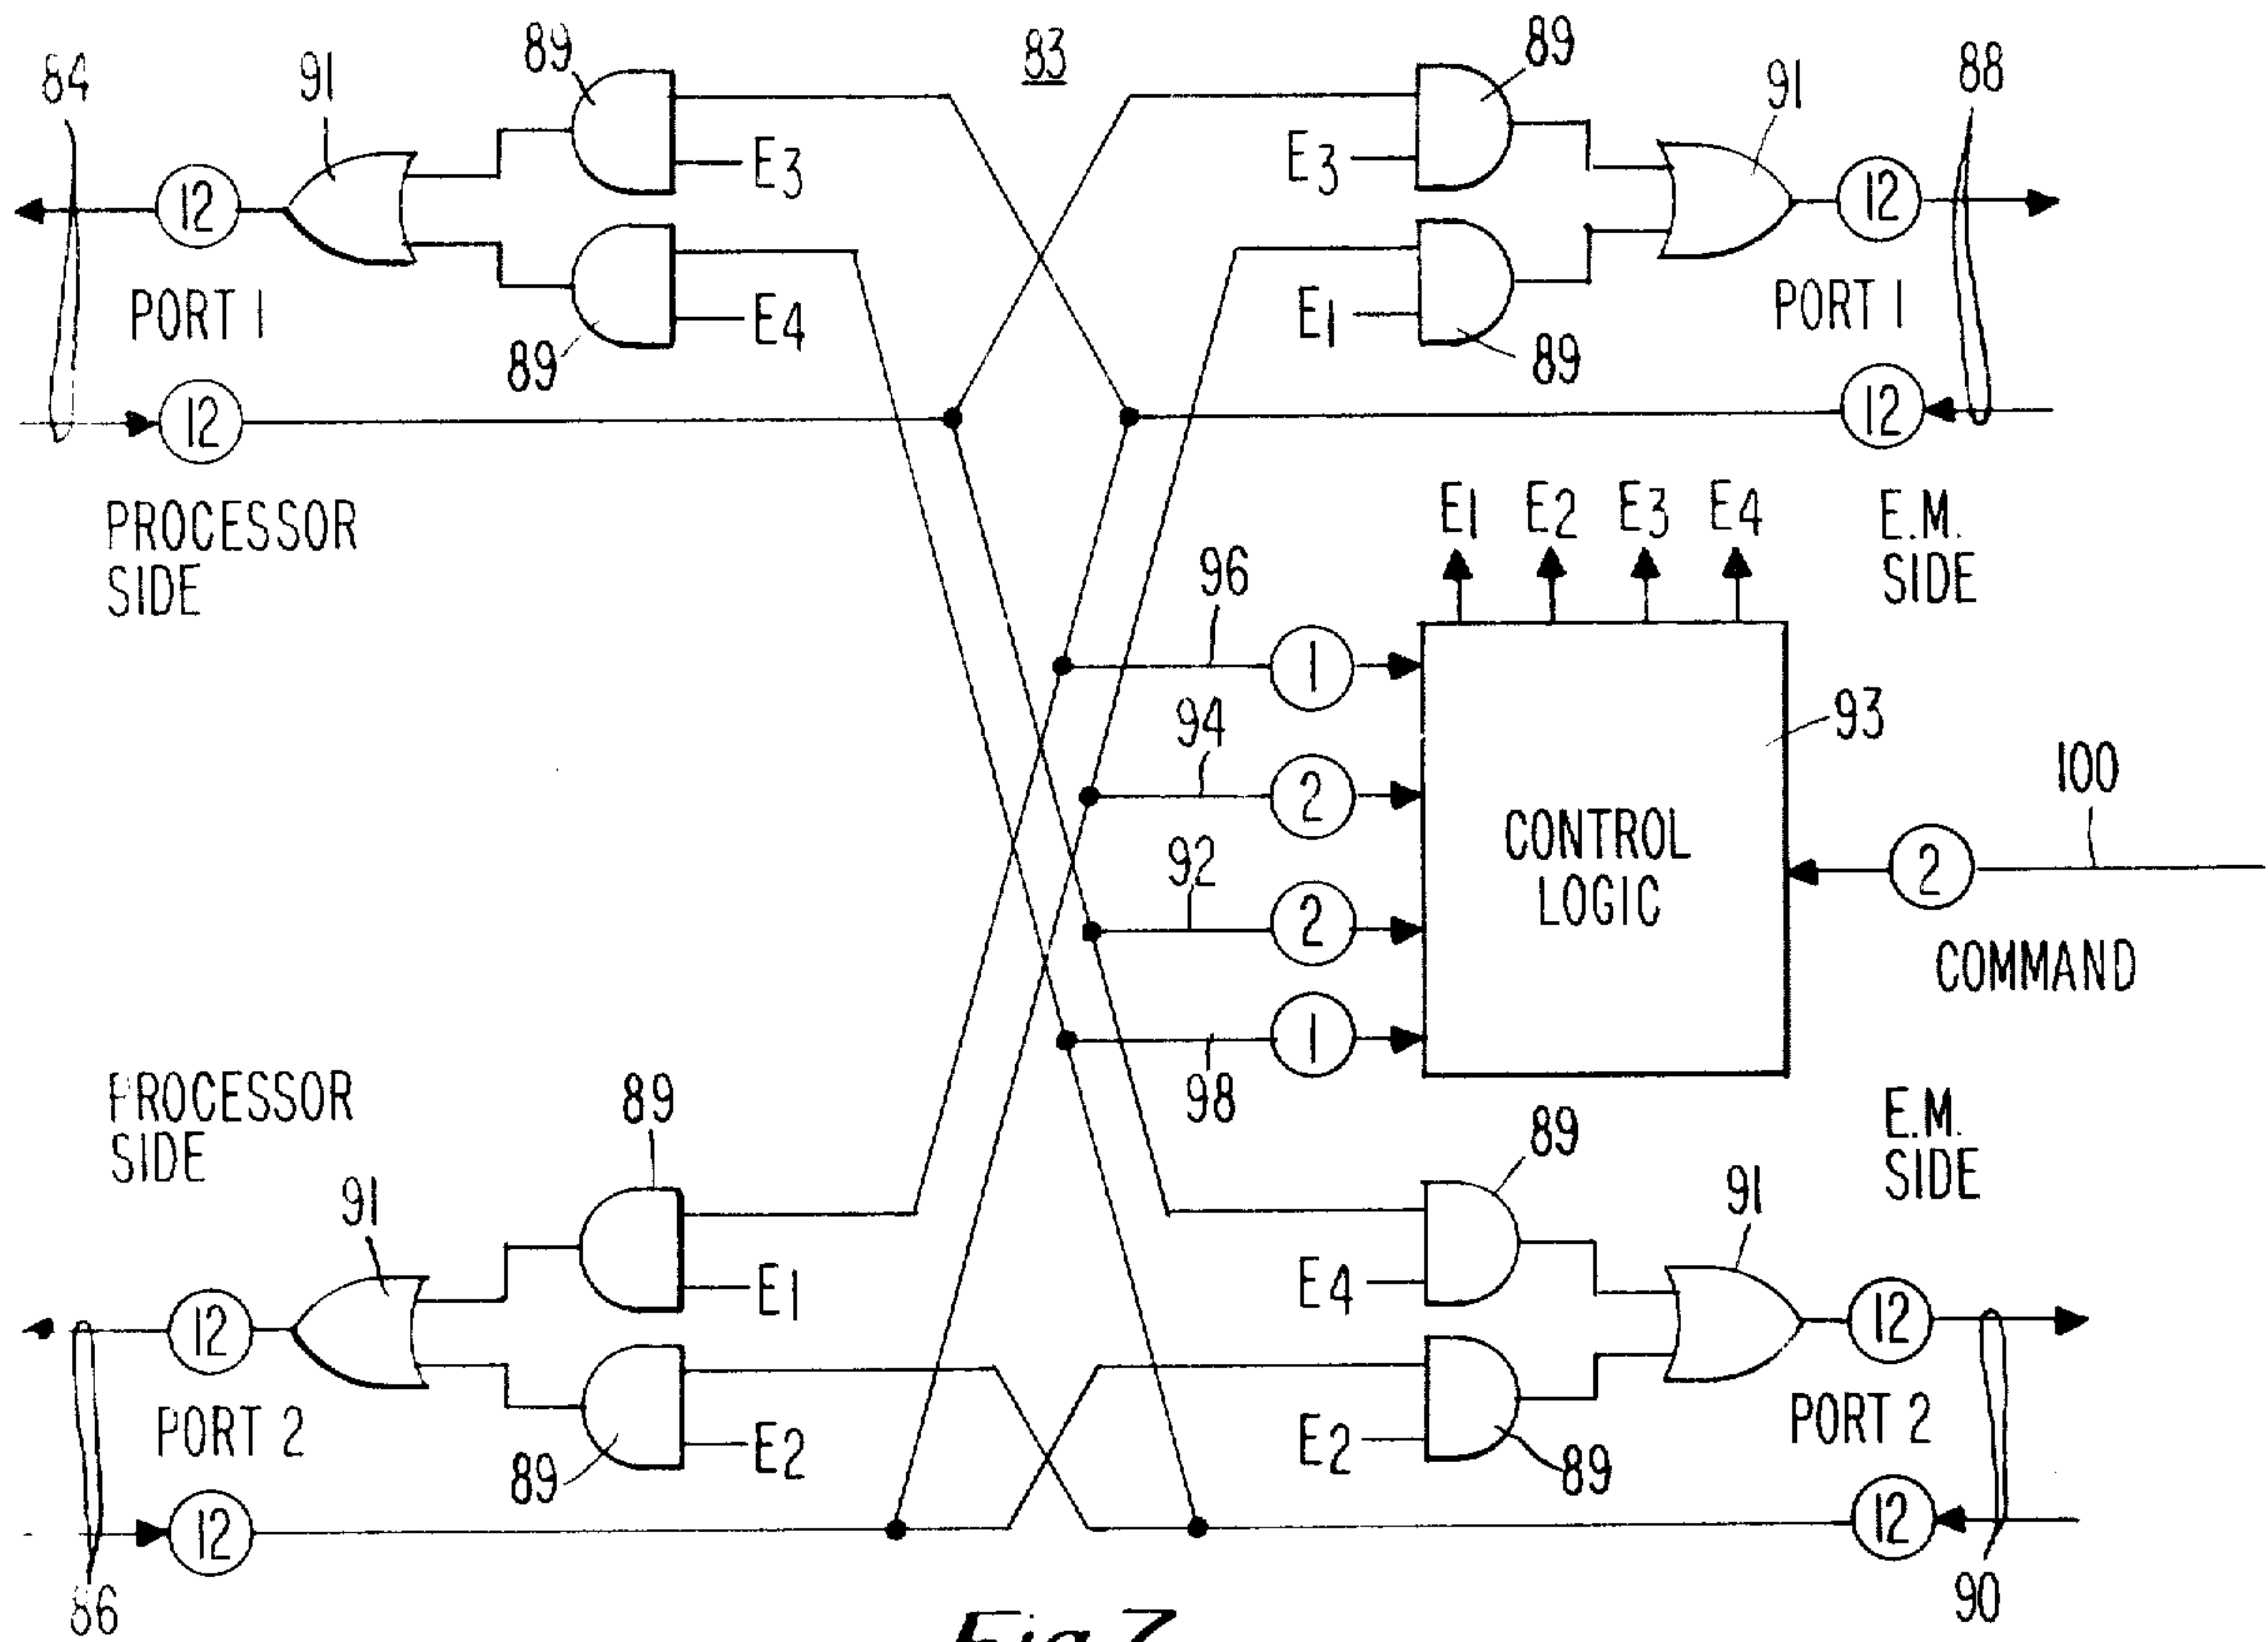 83
84
91
89
E3
12
89
E4
PORT 1
12
PROCESSOR
SIDE
89
91
88
E3
12
E1
89
PORT 1
12
E1 E2 E3 E4
E.M.
SIDE
96
1
94
2
92
2
98
1
CONTROL
LOGIC
93
100
2
COMMAND
PROCESSOR
SIDE
91
89
E1
12
E2
89
PORT 2
12
86
89
91
E.M.
SIDE
E4
12
E2
89
PORT 2
12
90
Fig. 7